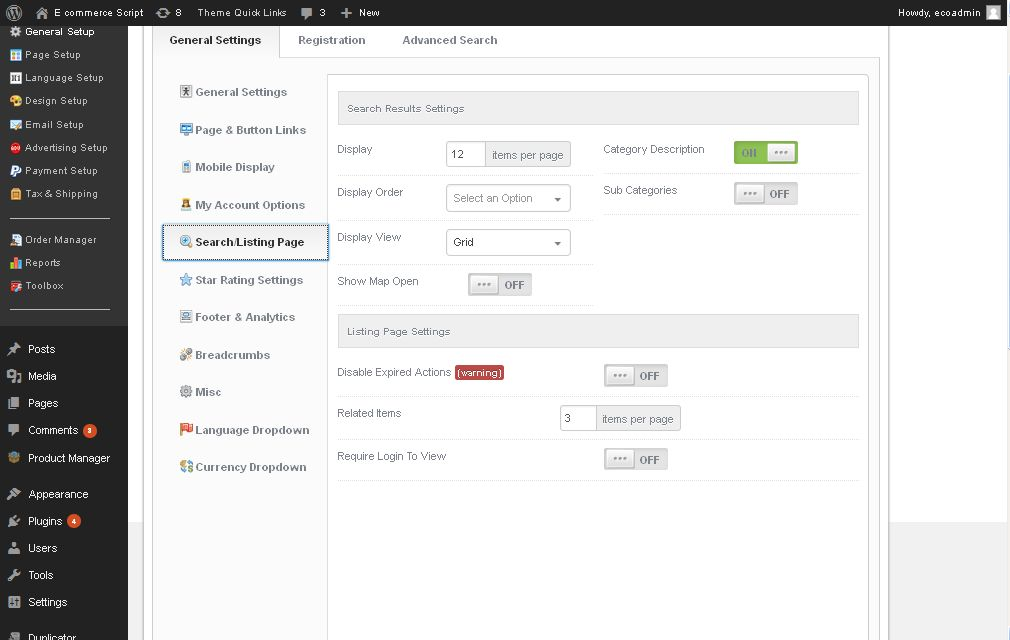 E commerce Script 8 Theme Quick Links 3 New Howdy, ecoadmin
General Setup
Page Setup
Language Setup
Design Setup
Email Setup
Advertising Setup
Payment Setup
Tax & Shipping
Order Manager
Reports
Toolbox
Posts
Media
Pages
Comments 3
Product Manager
Appearance
Plugins 4
Users
Tools
Settings
Duplicator
General Settings Registration Advanced Search
General Settings
Page & Button Links
Mobile Display
My Account Options
Search/Listing Page
Star Rating Settings
Footer & Analytics
Breadcrumbs
Misc
Language Dropdown
Currency Dropdown
Search Results Settings
Display 12 items per page
Display Order Select an Option
Display View Grid
Show Map Open OFF
Category Description ON
Sub Categories OFF
Listing Page Settings
Disable Expired Actions (warning) OFF
Related Items 3 items per page
Require Login To View OFF